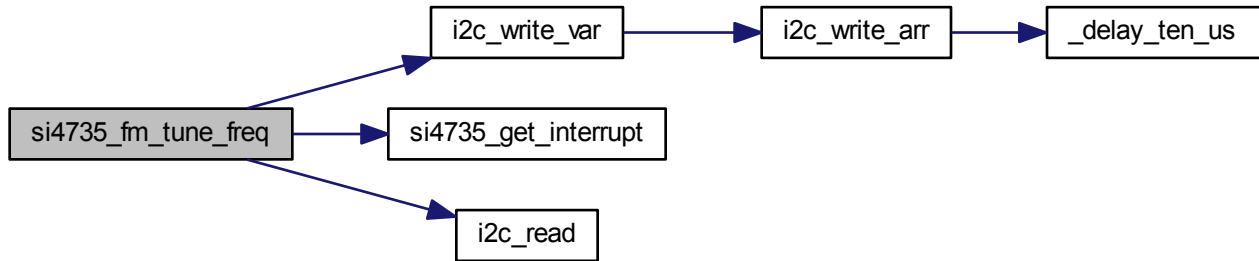 i2c_write_var
i2c_write_arr
_delay_ten_us
si4735_fm_tune_freq
si4735_get_interrupt
i2c_read